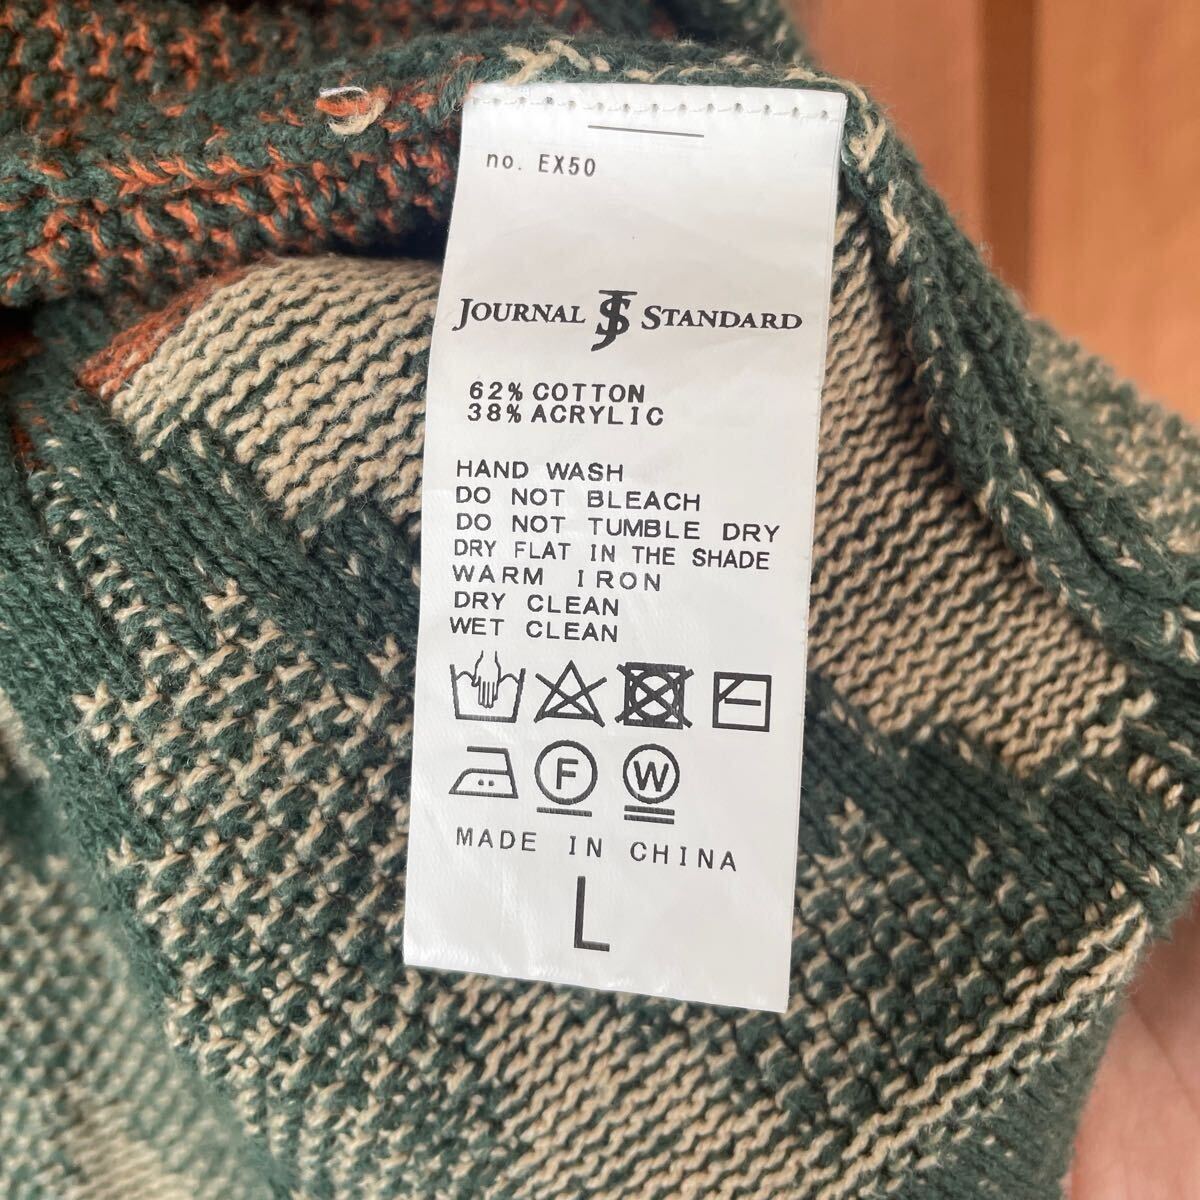 no. EX50
JOURNAL JS STANDARD
62% COTTON
38% ACRYLIC
HAND WASH
DO NOT BLEACH
DO NOT TUMBLE DRY
DRY FLAT IN THE SHADE
WARM IRON
DRY CLEAN
WET CLEAN
F W
MADE IN CHINA
L